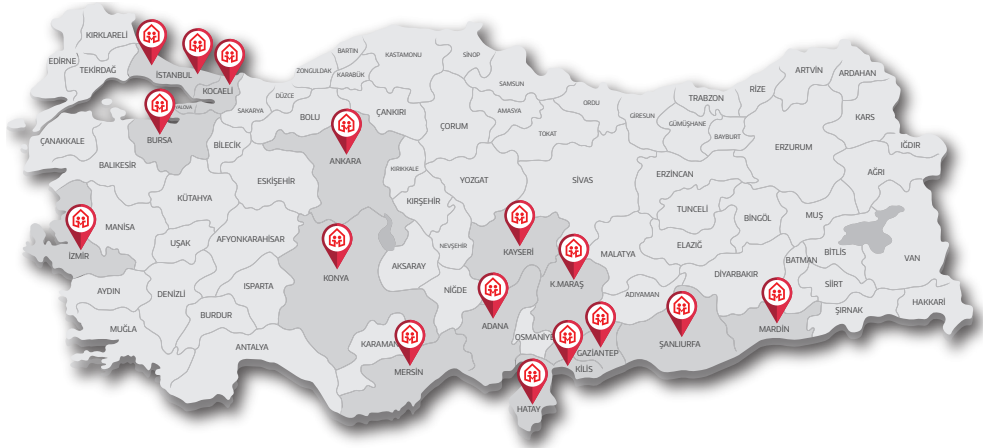 KIRKLARELİ
EDİRNE
TEKİRDAĞ
İSTANBUL
KOCAELİ
YALOVA
BURSA
ÇANAKKALE
BALIKESİR
BİLECİK
SAKARYA
DÜZCE
BOLU
ZONGULDAK
BARTIN
KARABÜK
KASTAMONU
ÇANKIRI
ANKARA
KIRIKKALE
SİNOP
SAMSUN
AMASYA
ÇORUM
TOKAT
ORDU
GİRESUN
TRABZON
GÜMÜŞHANE
BAYBURT
RİZE
ARTVİN
ARDAHAN
KARS
IĞDIR
ERZURUM
AĞRI
ERZİNCAN
SİVAS
YOZGAT
KIRŞEHİR
ESKİŞEHİR
KÜTAHYA
MANİSA
İZMİR
UŞAK
AFYONKARAHİSAR
KONYA
AKSARAY
NEVŞEHİR
KAYSERİ
NİĞDE
K.MARAŞ
MALATYA
TUNCELİ
ELAZIĞ
BİNGÖL
MUŞ
BİTLİS
VAN
BATMAN
DİYARBAKIR
SİİRT
ŞIRNAK
HAKKARİ
MARDİN
ŞANLIURFA
ADIYAMAN
GAZİANTEP
KİLİS
OSMANİYE
HATAY
ADANA
MERSİN
KARAMAN
ANTALYA
ISPARTA
BURDUR
DENİZLİ
AYDIN
MUĞLA